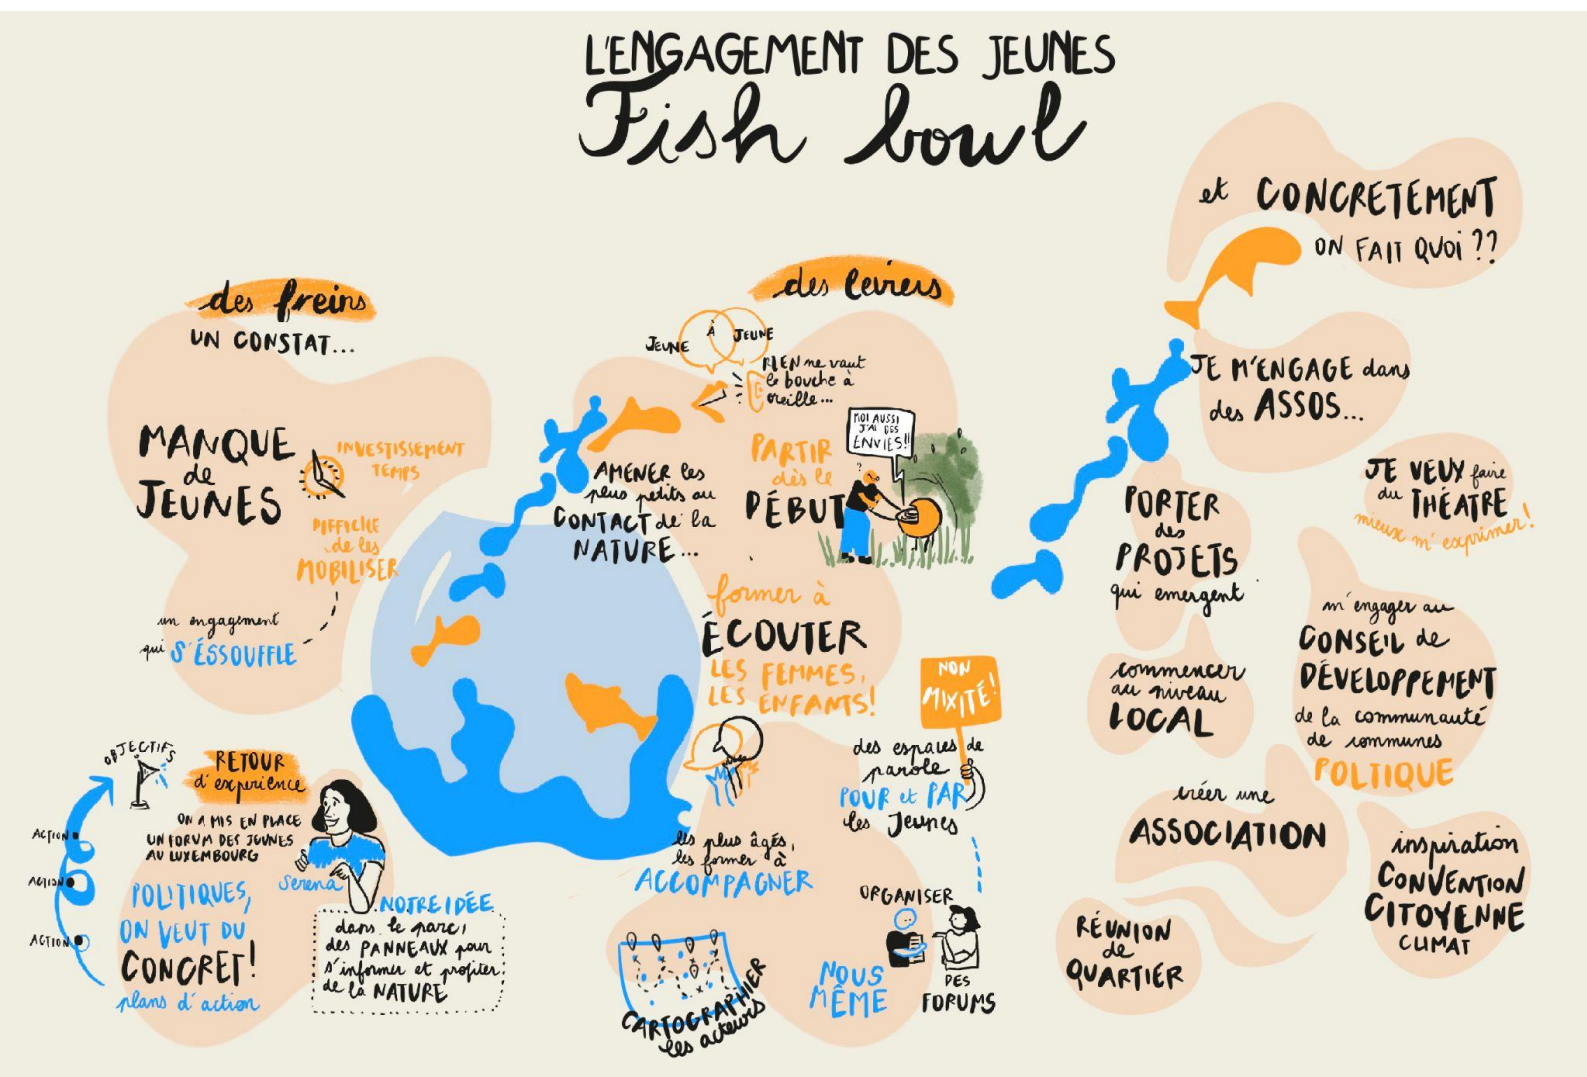 L'ENGAGEMENT DES JEUNES
Fish bowl
des freins
UN CONSTAT...
MANQUE
de
JEUNES
INVESTISSEMENT
TEMPS
DIFFICILE
de les
MOBILISER
un engagement
qui S'ÉSSOUFFLE
OBJECTIFS
ACTION
ACTION
ACTION
RETOUR
d'experience
ON A MIS EN PLACE
UN FORUM DES JEUNES
AU LUXEMBOURG
Serena
POLITIQUES,
ON VEUT DU
CONCRET!
plans d'action
NOTRE IDÉE
dans le parc,
des PANNEAUX pour
s'informer et profiter
de la NATURE
des leviers
JEUNE À JEUNE
RIEN ne vaut
le bouche à
oreille...
AMENER les
plus petits au
CONTACT de la
NATURE...
PARTIR
dès le
DÉBUT
MOI AUSSI
J'AI DES
ENVIES!!
?
former à
ÉCOUTER
LES FEMMES,
LES ENFANTS!
NON
MIXITÉ!
des espaces de
parole
POUR et PAR
les Jeunes
les plus âgés,
les former à
ACCOMPAGNER
CARTOGRAPHIER
les acteurs
ORGANISER
NOUS
MÊME
DES
FORUMS
et CONCRETEMENT
ON FAIT QUOI ??
JE M'ENGAGE dans
des ASSOS...
PORTER
des
PROJETS
qui emergent
JE VEUX faire
du THÉATRE
mieux m'exprimer!
commencer
au niveau
LOCAL
m'engager au
CONSEIL de
DÉVELOPPEMENT
de la communauté
de communes
POLTIQUE
créer une
ASSOCIATION
inspiration
CONVENTION
CITOYENNE
CLIMAT
RÉUNION
de
QUARTIER